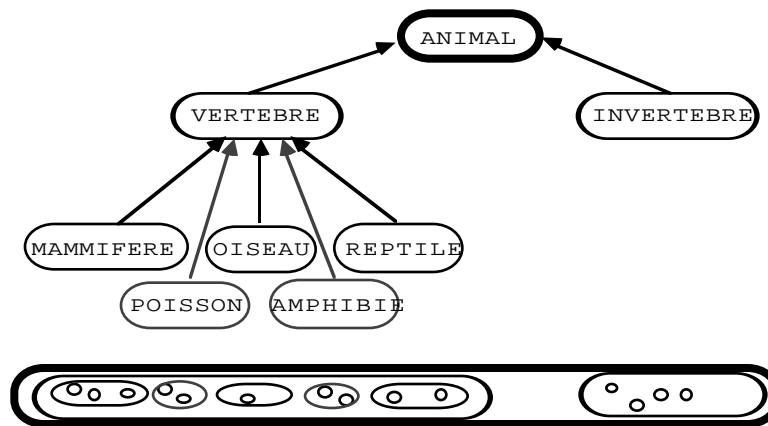 ANIMAL
VERTEBRE
INVERTEBRE
MAMMIFERE
OISEAU
REPTILE
POISSON
AMPHIBIE